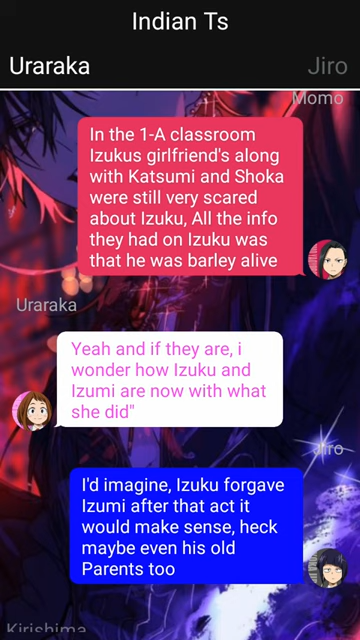 Indian Ts
Uraraka
Jiro
Momo
In the 1-A classroom
Izukus girlfriend's along
with Katsumi and Shoka
were still very scared
about Izuku, All the info
they had on Izuku was
that he was barley alive
Uraraka
Yeah and if they are, i
wonder how Izuku and
Izumi are now with what
she did"
Jiro
I'd imagine, Izuku forgave
Izumi after that act it
would make sense, heck
maybe even his old
Parents too
Kirishima